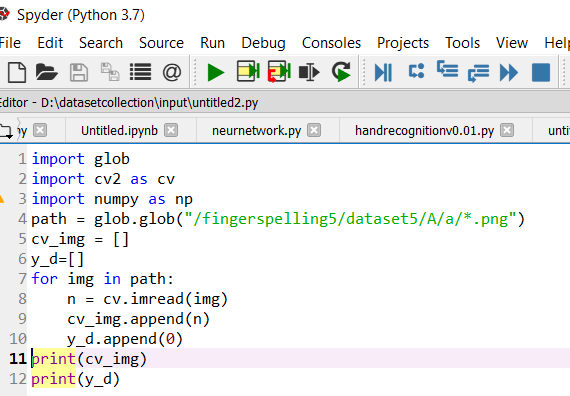 Spyder (Python 3.7)
File Edit Search Source Run Debug Consoles Projects Tools View Help
Editor - D:\datasetcollection\input\untitled2.py
Untitled.ipynb neurnetwork.py handrecognitionv0.01.py
1 import glob
2 import cv2 as cv
3 import numpy as np
4 path = glob.glob("/fingerspelling5/dataset5/A/a/*.png")
5 cv_img = []
6 y_d=[]
7 for img in path:
8     n = cv.imread(img)
9     cv_img.append(n)
10     y_d.append(0)
11 print(cv_img)
12 print(y_d)